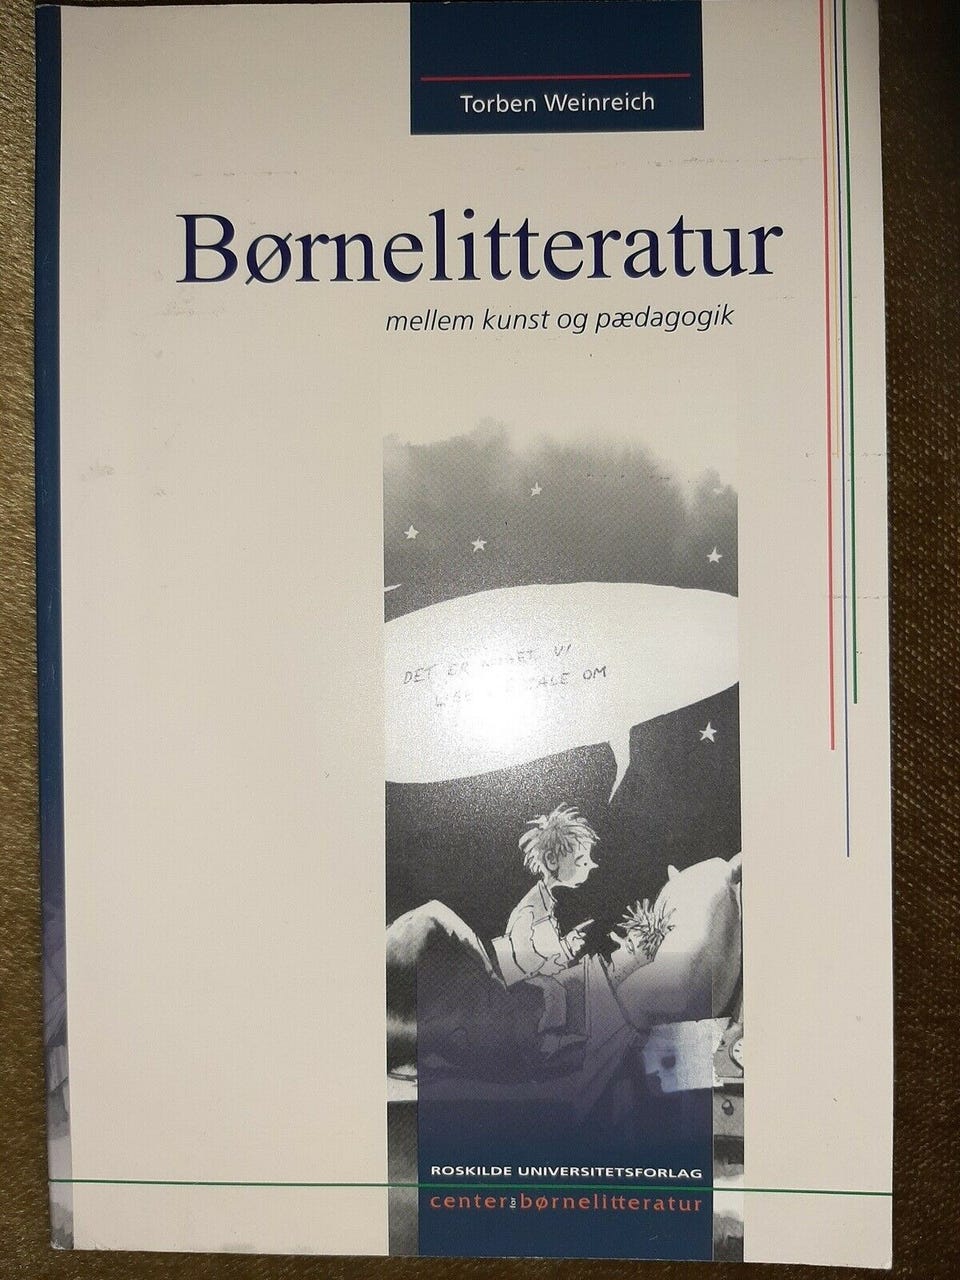 Torben Weinreich
Børnelitteratur
mellem kunst og pædagogik
DET ER VI
OM
ROSKILDE UNIVERSITETSFORLAG
center for børnelitteratur